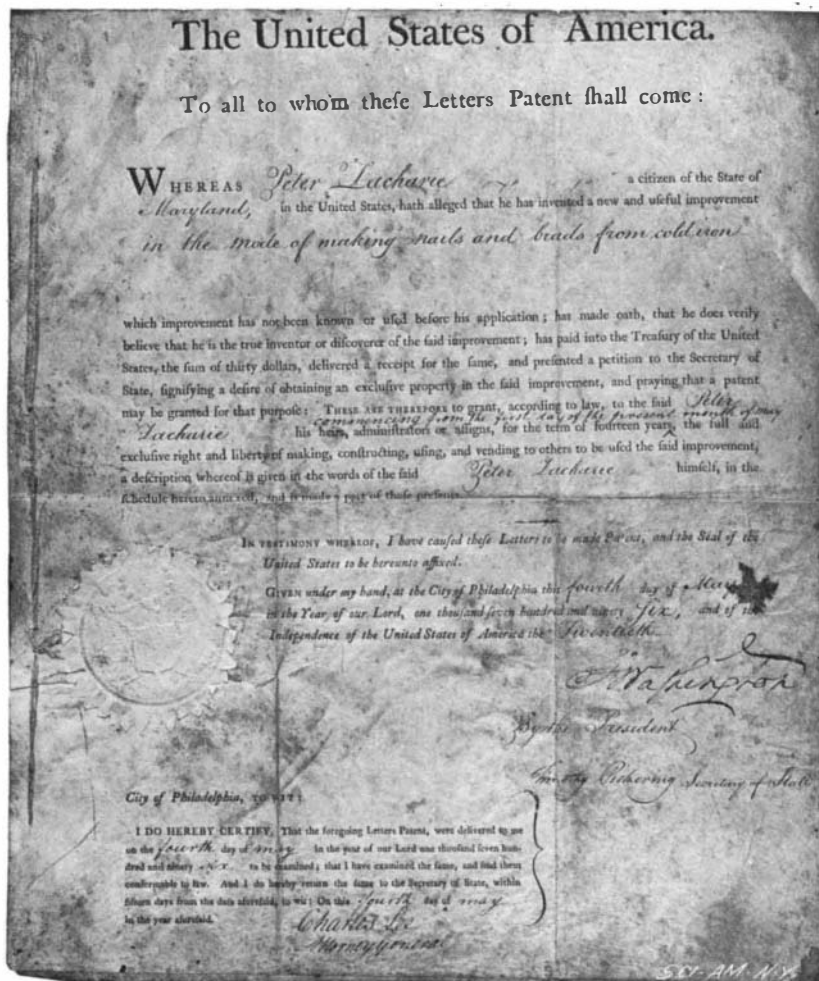 The United States of America.
To all to whom theſe Letters Patent ſhall come :
WHEREAS Peter Zacharie a citizen of the State of
Maryland, in the United States, hath alleged that he has invented a new and uſeful improvement
in the mode of making nails and brads from cold iron
which improvement has not been known or uſed before his application ; has made oath, that he does verily
believe that he is the true inventor or diſcoverer of the ſaid improvement ; has paid into the Treaſury of the United
States, the ſum of thirty dollars, delivered a receipt for the ſame, and preſented a petition to the Secretary of
State, ſignifying a deſire of obtaining an excluſive property in the ſaid improvement, and praying that a patent
may be granted for that purpoſe : THESE ARE THEREFORE to grant, according to law, to the ſaid Peter
commencing from the first day of the present month of may
Zacharie his heirs, adminiſtrators or aſſigns, for the term of fourteen years, the full and
excluſive right and liberty of making, conſtructing, uſing, and vending to others to be uſed the ſaid improvement,
a deſcription whereof is given in the words of the ſaid Peter Zacharie himſelf, in the
ſchedule hereto annexed, and is made a part of theſe preſents.
IN TESTIMONY WHEREOF, I have cauſed theſe Letters to be made Patent, and the Seal of the
United States to be hereunto affixed.
GIVEN under my hand, at the City of Philadelphia this fourth day of May
in the Year of our Lord, one thouſand ſeven hundred and ninety Six, and of the
Independence of the United States of America the Twentieth.
Go Washington
By the President
Timothy Pickering Secretary of State
City of Philadelphia, TO WIT:
I DO HEREBY CERTIFY, That the foregoing Letters Patent, were delivered to me
on the fourth day of may in the year of our Lord one thouſand ſeven hun-
dred and ninety six to be examined; that I have examined the ſame, and find them
conformable to law. And I do hereby return the ſame to the Secretary of State, within
fifteen days from the date aforeſaid, to wit: On this fourth day of may
in the year aforeſaid.
Charles Lee
Attorney General
SCI-AM-N.Y.